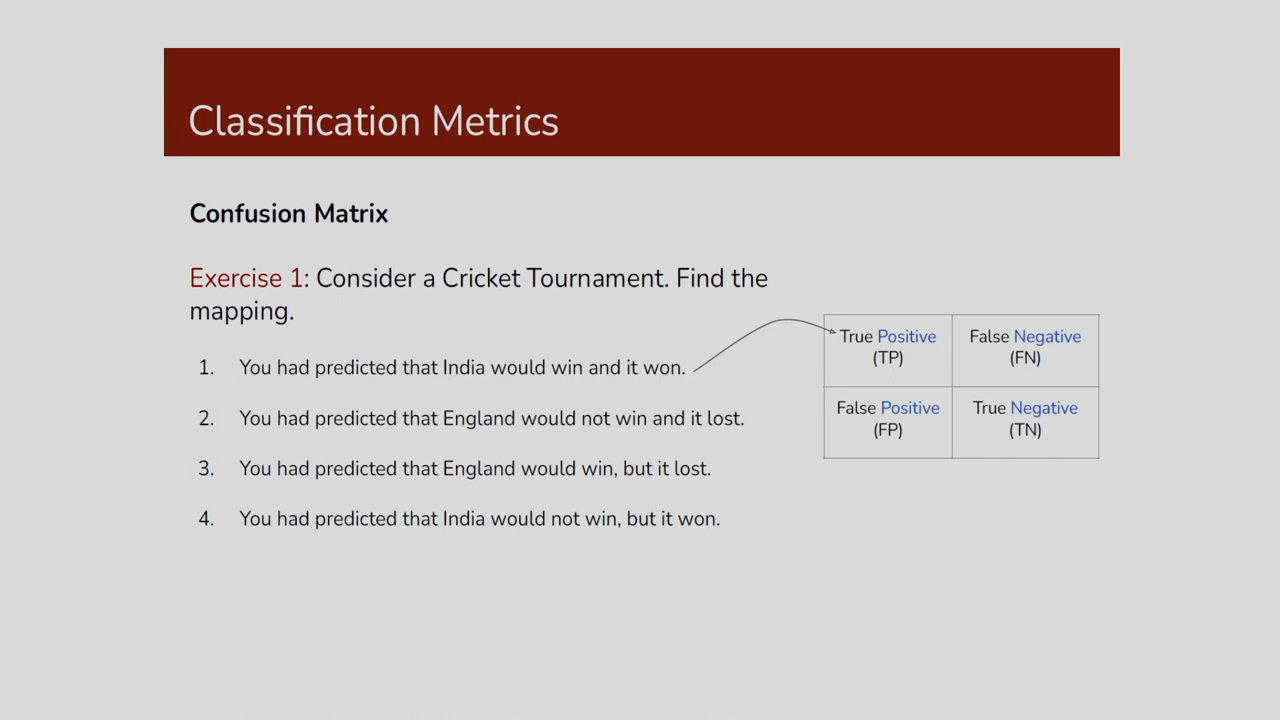 Classification Metrics
Confusion Matrix
Exercise 1: Consider a Cricket Tournament. Find the
mapping.
1. You had predicted that India would win and it won.
2. You had predicted that England would not win and it lost.
3. You had predicted that England would win, but it lost.
4. You had predicted that India would not win, but it won.
True Positive
(TP)
False Negative
(FN)
False Positive
(FP)
True Negative
(TN)